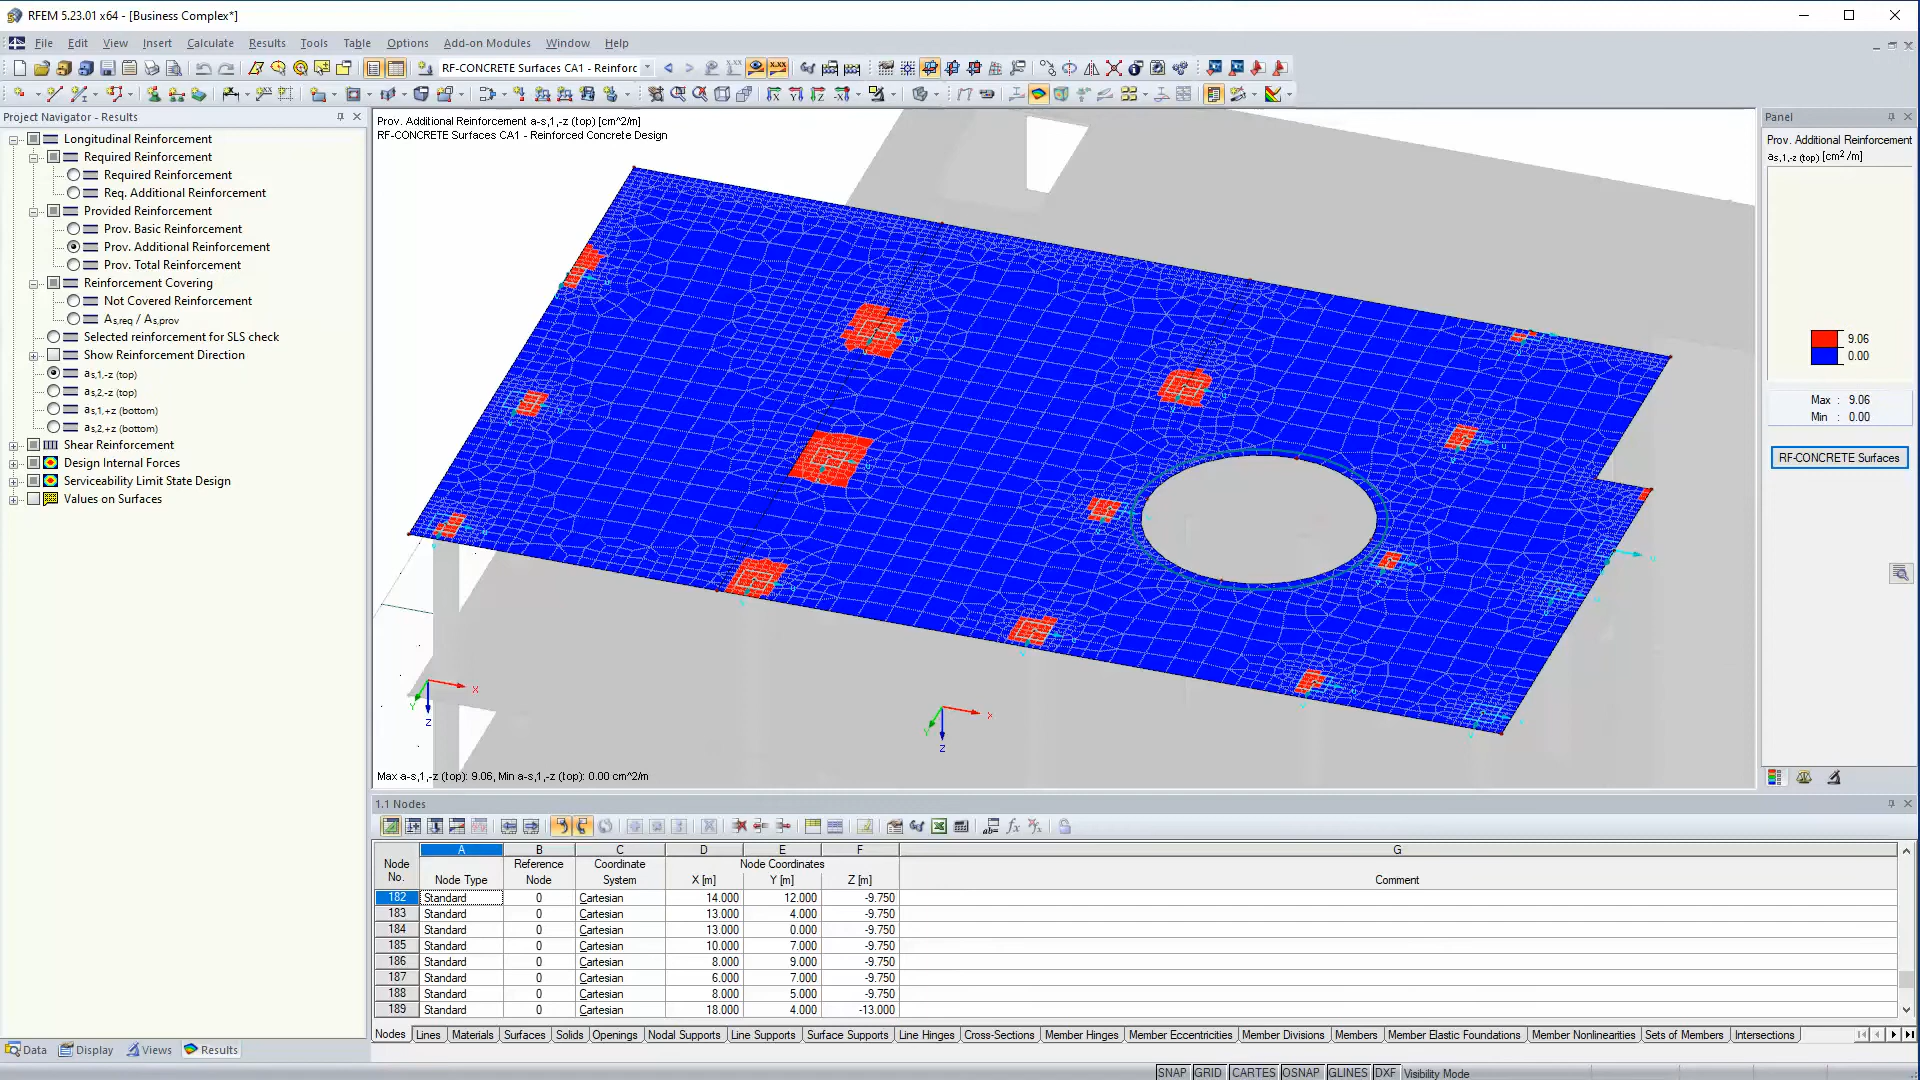 RFEM 5.23.01 x64 - [Business Complex*]
File Edit View Insert Calculate Results Tools Table Options Add-on Modules Window Help
RF-CONCRETE Surfaces CA1 - Reinforc
Project Navigator - Results
Longitudinal Reinforcement
Required Reinforcement
Required Reinforcement
Req. Additional Reinforcement
Provided Reinforcement
Prov. Basic Reinforcement
Prov. Additional Reinforcement
Prov. Total Reinforcement
Reinforcement Covering
Not Covered Reinforcement
As,req / As,prov
Selected reinforcement for SLS check
Show Reinforcement Direction
as,1,-z (top)
as,2,-z (top)
as,1,+z (bottom)
as,2,+z (bottom)
Shear Reinforcement
Design Internal Forces
Serviceability Limit State Design
Values on Surfaces
Data Display Views Results
Prov. Additional Reinforcement a-s,1,-z (top) [cm^2/m]
RF-CONCRETE Surfaces CA1 - Reinforced Concrete Design
X
Y
Z
X
Y
Z
Max a-s,1,-z (top): 9.06, Min a-s,1,-z (top): 0.00 cm^2/m
Panel
Prov. Additional Reinforcement
as,1,-z (top) [cm2 /m]
9.06
0.00
Max : 9.06
Min : 0.00
RF-CONCRETE Surfaces
1.1 Nodes
A B C D E F G
Node No. Node Type Reference Node Coordinate System Node Coordinates X [m] Y [m] Z [m] Comment
182 Standard 0 Cartesian 14.000 12.000 -9.750
183 Standard 0 Cartesian 13.000 4.000 -9.750
184 Standard 0 Cartesian 13.000 0.000 -9.750
185 Standard 0 Cartesian 10.000 7.000 -9.750
186 Standard 0 Cartesian 8.000 9.000 -9.750
187 Standard 0 Cartesian 6.000 7.000 -9.750
188 Standard 0 Cartesian 8.000 5.000 -9.750
189 Standard 0 Cartesian 18.000 4.000 -13.000
Nodes Lines Materials Surfaces Solids Openings Nodal Supports Line Supports Surface Supports Line Hinges Cross-Sections Member Hinges Member Eccentricities Member Divisions Members Member Elastic Foundations Member Nonlinearities Sets of Members Intersections
SNAP GRID CARTES OSNAP GLINES DXF Visibility Mode